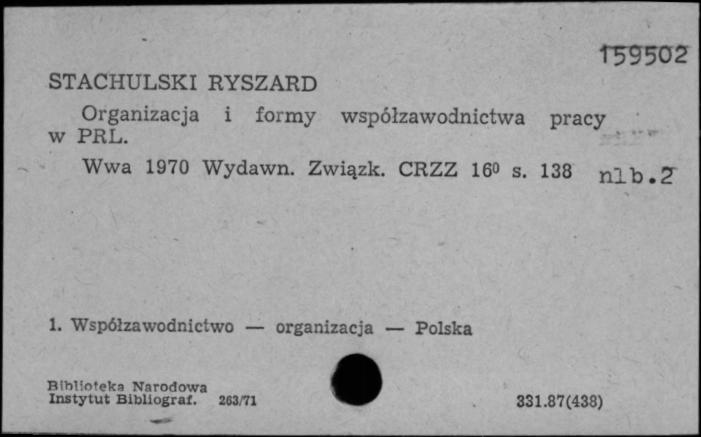 159502
STACHULSKI RYSZARD
Organizacja i formy współzawodnictwa pracy
w PRL.
Wwa 1970 Wydawn. Związk. CRZZ 16⁰ s. 138 nlb.2
1. Współzawodnictwo — organizacja — Polska
Biblioteka Narodowa
Instytut Bibliograf. 263/71 331.87(438)